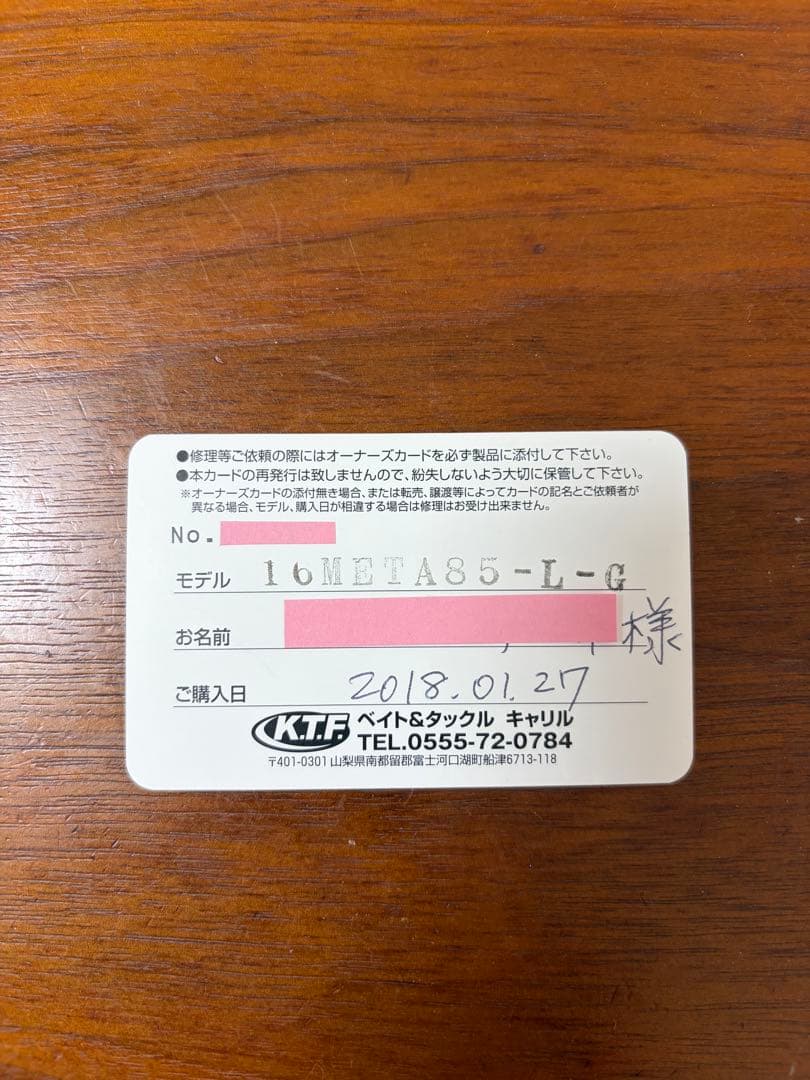 ●修理等ご依頼の際にはオーナーズカードを必ず製品に添付して下さい。
●本カードの再発行は致しませんので、紛失しないよう大切に保管して下さい。
※オーナーズカードの添付無き場合、または転売、譲渡等によってカードの記名とご依頼者が
異なる場合、モデル、購入日が相違する場合は修理はお受け出来ません。
No.
モデル 16META85-L-G
お名前 様
ご購入日 2018.01.27
K.T.F. ベイト&タックル キャリル
TEL.0555-72-0784
〒401-0301 山梨県南都留郡富士河口湖町船津6713-118